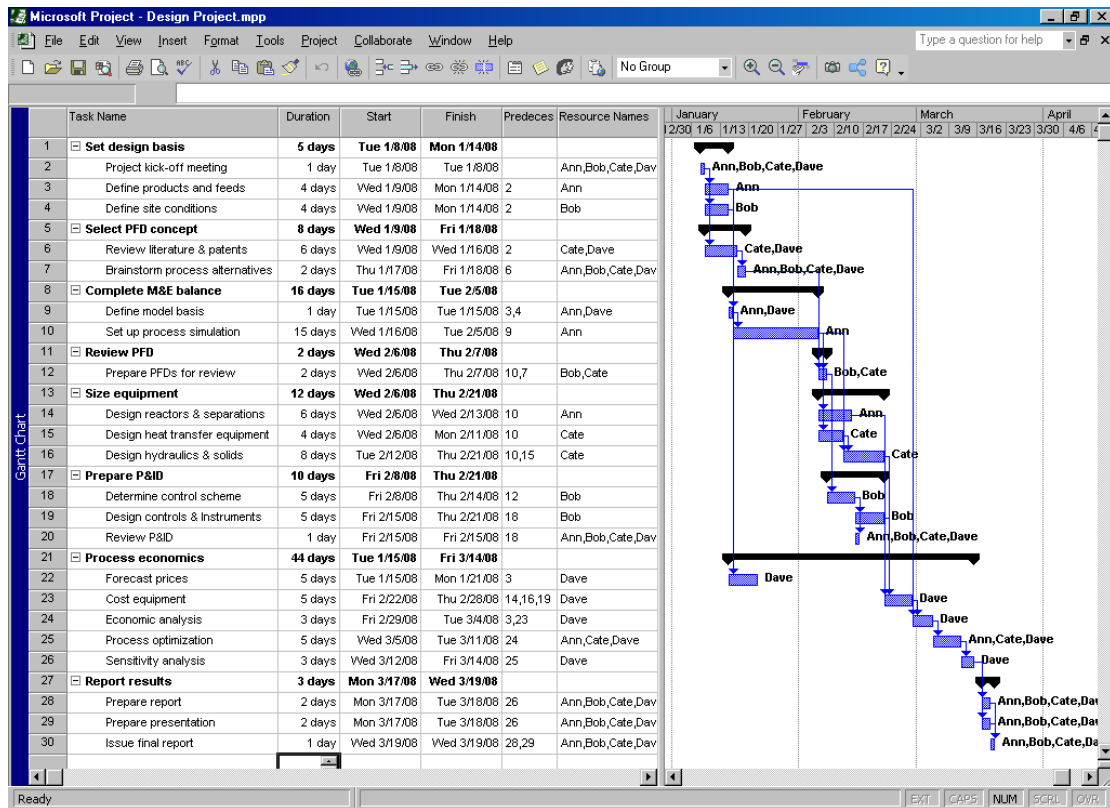 Microsoft Project - Design Project.mpp
File Edit View Insert Format Tools Project Collaborate Window Help Type a question for help
No Group
Task Name Duration Start Finish Predeces Resource Names January February March April
12/30 1/6 1/13 1/20 1/27 2/3 2/10 2/17 2/24 3/2 3/9 3/16 3/23 3/30 4/6 4
1 Set design basis 5 days Tue 1/8/08 Mon 1/14/08
2 Project kick-off meeting 1 day Tue 1/8/08 Tue 1/8/08 Ann,Bob,Cate,Dav Ann,Bob,Cate,Dave
3 Define products and feeds 4 days Wed 1/9/08 Mon 1/14/08 2 Ann Ann
4 Define site conditions 4 days Wed 1/9/08 Mon 1/14/08 2 Bob Bob
5 Select PFD concept 8 days Wed 1/9/08 Fri 1/18/08
6 Review literature & patents 6 days Wed 1/9/08 Wed 1/16/08 2 Cate,Dave Cate,Dave
7 Brainstorm process alternatives 2 days Thu 1/17/08 Fri 1/18/08 6 Ann,Bob,Cate,Dav Ann,Bob,Cate,Dave
8 Complete M&E balance 16 days Tue 1/15/08 Tue 2/5/08
9 Define model basis 1 day Tue 1/15/08 Tue 1/15/08 3,4 Ann,Dave Ann,Dave
10 Set up process simulation 15 days Wed 1/16/08 Tue 2/5/08 9 Ann Ann
11 Review PFD 2 days Wed 2/6/08 Thu 2/7/08
12 Prepare PFDs for review 2 days Wed 2/6/08 Thu 2/7/08 10,7 Bob,Cate Bob,Cate
13 Size equipment 12 days Wed 2/6/08 Thu 2/21/08
14 Design reactors & separations 6 days Wed 2/6/08 Wed 2/13/08 10 Ann Ann
15 Design heat transfer equipment 4 days Wed 2/6/08 Mon 2/11/08 10 Cate Cate
16 Design hydraulics & solids 8 days Tue 2/12/08 Thu 2/21/08 10,15 Cate Cate
17 Prepare P&ID 10 days Fri 2/8/08 Thu 2/21/08
18 Determine control scheme 5 days Fri 2/8/08 Thu 2/14/08 12 Bob Bob
19 Design controls & Instruments 5 days Fri 2/15/08 Thu 2/21/08 18 Bob Bob
20 Review P&ID 1 day Fri 2/15/08 Fri 2/15/08 18 Ann,Bob,Cate,Dav Ann,Bob,Cate,Dave
21 Process economics 44 days Tue 1/15/08 Fri 3/14/08
22 Forecast prices 5 days Tue 1/15/08 Mon 1/21/08 3 Dave Dave
23 Cost equipment 5 days Fri 2/22/08 Thu 2/28/08 14,16,19 Dave Dave
24 Economic analysis 3 days Fri 2/29/08 Tue 3/4/08 3,23 Dave Dave
25 Process optimization 5 days Wed 3/5/08 Tue 3/11/08 24 Ann,Cate,Dave Ann,Cate,Dave
26 Sensitivity analysis 3 days Wed 3/12/08 Fri 3/14/08 25 Dave Dave
27 Report results 3 days Mon 3/17/08 Wed 3/19/08
28 Prepare report 2 days Mon 3/17/08 Tue 3/18/08 26 Ann,Bob,Cate,Dav Ann,Bob,Cate,Dav
29 Prepare presentation 2 days Mon 3/17/08 Tue 3/18/08 26 Ann,Bob,Cate,Dav Ann,Bob,Cate,Dav
30 Issue final report 1 day Wed 3/19/08 Wed 3/19/08 28,29 Ann,Bob,Cate,Dav Ann,Bob,Cate,Da
Gantt Chart
Ready EXT CAPS NUM SCRL OVR